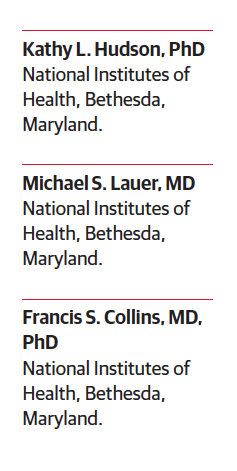 Kathy L. Hudson, PhD
National Institutes of
Health, Bethesda,
Maryland.
Michael S. Lauer, MD
National Institutes of
Health, Bethesda,
Maryland.
Francis S. Collins, MD,
PhD
National Institutes of
Health, Bethesda,
Maryland.